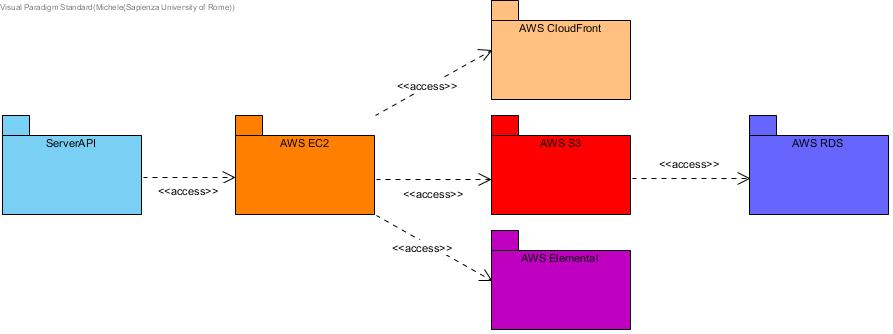 Visual Paradigm Standard(Michele(Sapienza University of Rome))
AWS CloudFront
<<access>>
ServerAPI
AWS EC2
AWS S3
AWS RDS
<<access>>
<<access>>
<<access>>
<<access>>
AWS Elemental